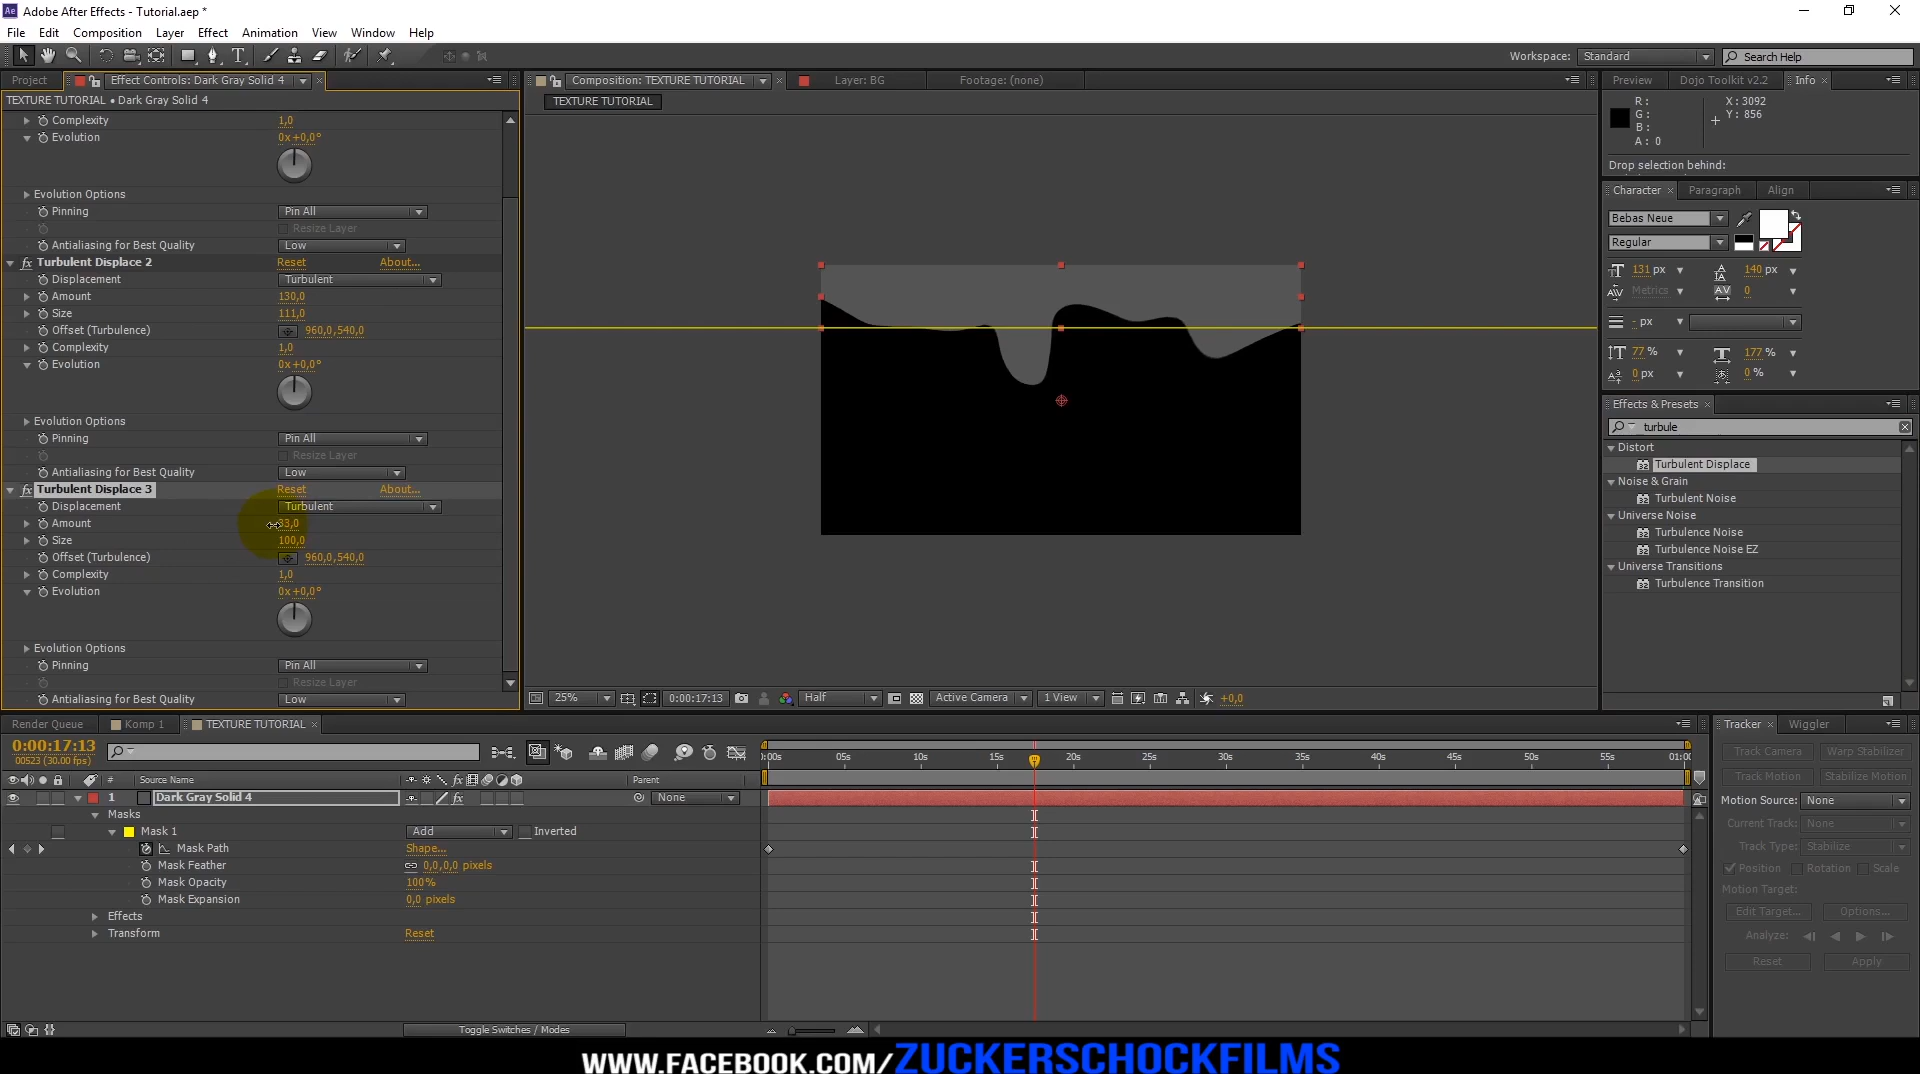 Adobe After Effects - Tutorial.aep *
File Edit Composition Layer Effect Animation View Window Help
Workspace: Standard Search Help
Project Effect Controls: Dark Gray Solid 4
TEXTURE TUTORIAL • Dark Gray Solid 4
Complexity 1,0
Evolution 0x+0,0°
Evolution Options
Pinning Pin All
Resize Layer
Antialiasing for Best Quality Low
Turbulent Displace 2 Reset About...
Displacement Turbulent
Amount 130,0
Size 111,0
Offset (Turbulence) 960,0,540,0
Complexity 1,0
Evolution 0x+0,0°
Evolution Options
Pinning Pin All
Resize Layer
Antialiasing for Best Quality Low
Turbulent Displace 3 Reset About...
Displacement Turbulent
Amount 33,0
Size 100,0
Offset (Turbulence) 960,0,540,0
Complexity 1,0
Evolution 0x+0,0°
Evolution Options
Pinning Pin All
Resize Layer
Antialiasing for Best Quality Low
Composition: TEXTURE TUTORIAL Layer: BG Footage: (none)
TEXTURE TUTORIAL
25% 0:00:17:13 Half Active Camera 1 View +0,0
Preview Dojo Toolkit v2.2 Info
R: X: 3092
G: Y: 856
B:
A: 0
Drop selection behind:
Character Paragraph Align
Bebas Neue
Regular
131 px 140 px
Metrics 0
- px
77 % 177 %
0 px 0 %
Effects & Presets
turbule
Distort
Turbulent Displace
Noise & Grain
Turbulent Noise
Universe Noise
Turbulence Noise
Turbulence Noise EZ
Universe Transitions
Turbulence Transition
Render Queue Komp 1 TEXTURE TUTORIAL
0:00:17:13
00523 (30.00 fps)
# Source Name Parent
1 Dark Gray Solid 4 None
Masks
Mask 1 Add Inverted
Mask Path Shape...
Mask Feather 0,0,0,0 pixels
Mask Opacity 100%
Mask Expansion 0,0 pixels
Effects
Transform Reset
Toggle Switches / Modes
):00s 05s 10s 15s 20s 25s 30s 35s 40s 45s 50s 55s 01:00
Tracker Wiggler
Track Camera Warp Stabilizer
Track Motion Stabilize Motion
Motion Source: None
Current Track: None
Track Type: Stabilize
Position Rotation Scale
Motion Target:
Edit Target... Options...
Analyze:
Reset Apply
WWW.FACEBOOK.COM/ZUCKERSCHOCKFILMS